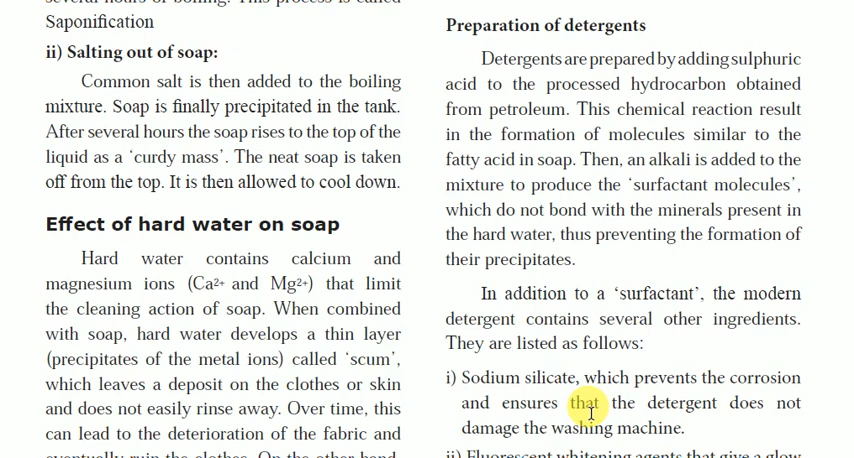 several hours of boiling. This process is called
Saponification
ii) Salting out of soap:
Common salt is then added to the boiling
mixture. Soap is finally precipitated in the tank.
After several hours the soap rises to the top of the
liquid as a ‘curdy mass’. The neat soap is taken
off from the top. It is then allowed to cool down.
Effect of hard water on soap
Hard water contains calcium and
magnesium ions (Ca²⁺ and Mg²⁺) that limit
the cleaning action of soap. When combined
with soap, hard water develops a thin layer
(precipitates of the metal ions) called ‘scum’,
which leaves a deposit on the clothes or skin
and does not easily rinse away. Over time, this
can lead to the deterioration of the fabric and
eventually ruin the clothes. On the other hand,
Preparation of detergents
Detergents are prepared by adding sulphuric
acid to the processed hydrocarbon obtained
from petroleum. This chemical reaction result
in the formation of molecules similar to the
fatty acid in soap. Then, an alkali is added to the
mixture to produce the ‘surfactant molecules’,
which do not bond with the minerals present in
the hard water, thus preventing the formation of
their precipitates.
In addition to a ‘surfactant’, the modern
detergent contains several other ingredients.
They are listed as follows:
i) Sodium silicate, which prevents the corrosion
and ensures that the detergent does not
damage the washing machine.
ii) Fluorescent whitening agents that give a glow